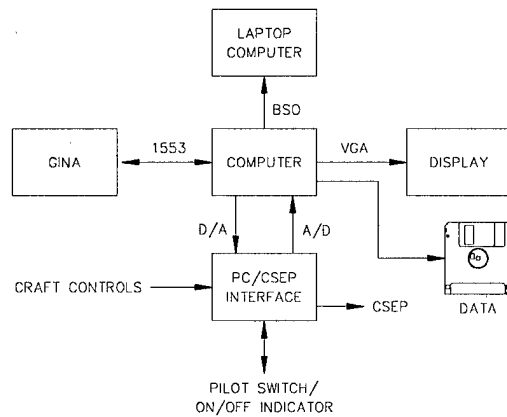 LAPTOP
COMPUTER
BSO
GINA
1553
COMPUTER
VGA
DISPLAY
D/A
A/D
CRAFT CONTROLS
PC/CSEP
INTERFACE
CSEP
DATA
PILOT SWITCH/
ON/OFF INDICATOR